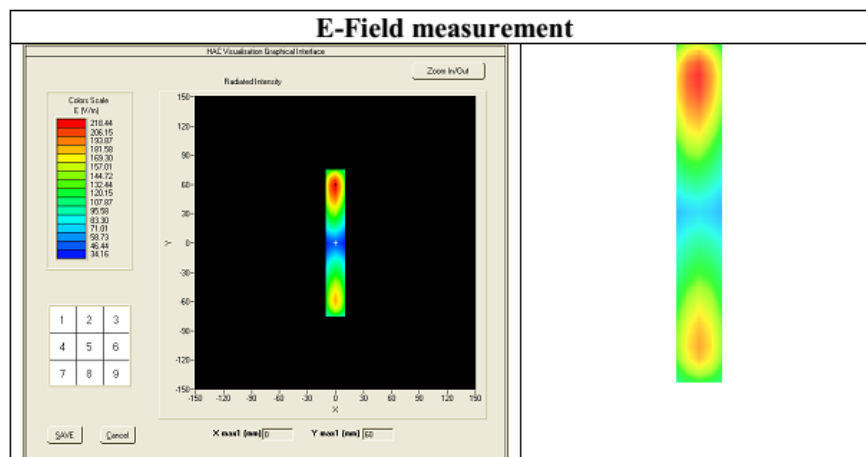 E-Field measurement
HAC Visualisation Graphical Interface
Zoom In/Out
Radiated Intensity
Colors Scale
E (V/m)
218.44
206.15
193.87
181.58
169.30
157.01
144.72
132.44
120.15
107.87
95.58
83.30
71.01
58.73
46.44
34.16
150
120
90
60
30
0
-30
-60
-90
-120
-150
Y
-150 -120 -90 -60 -30 0 30 60 90 120 150
X
1 2 3
4 5 6
7 8 9
SAVE Cancel
X max1 (mm) 0 Y max1 (mm) 60